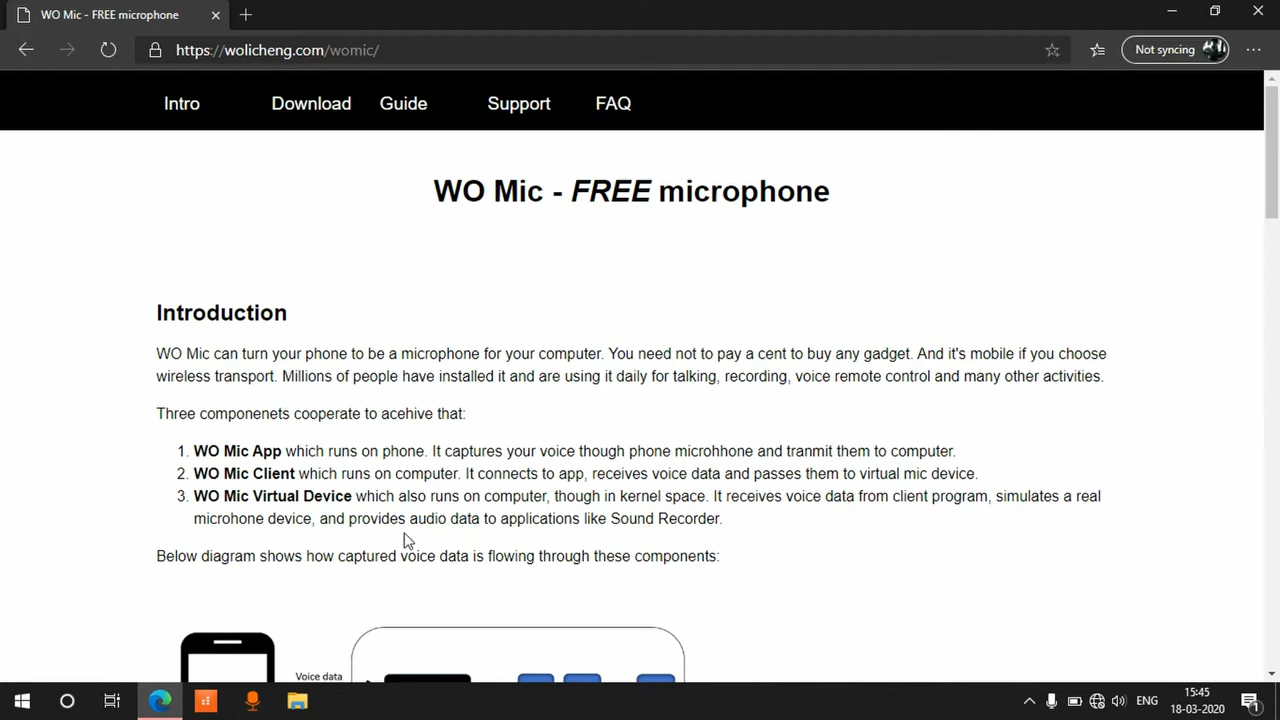 WO Mic - FREE microphone
https://wolicheng.com/womic/
Not syncing
Intro Download Guide Support FAQ
WO Mic - FREE microphone
Introduction
WO Mic can turn your phone to be a microphone for your computer. You need not to pay a cent to buy any gadget. And it's mobile if you choose
wireless transport. Millions of people have installed it and are using it daily for talking, recording, voice remote control and many other activities.
Three componenets cooperate to acehive that:
1. WO Mic App which runs on phone. It captures your voice though phone microhhone and tranmit them to computer.
2. WO Mic Client which runs on computer. It connects to app, receives voice data and passes them to virtual mic device.
3. WO Mic Virtual Device which also runs on computer, though in kernel space. It receives voice data from client program, simulates a real
microhone device, and provides audio data to applications like Sound Recorder.
Below diagram shows how captured voice data is flowing through these components:
Voice data
ENG
15:45
18-03-2020
1